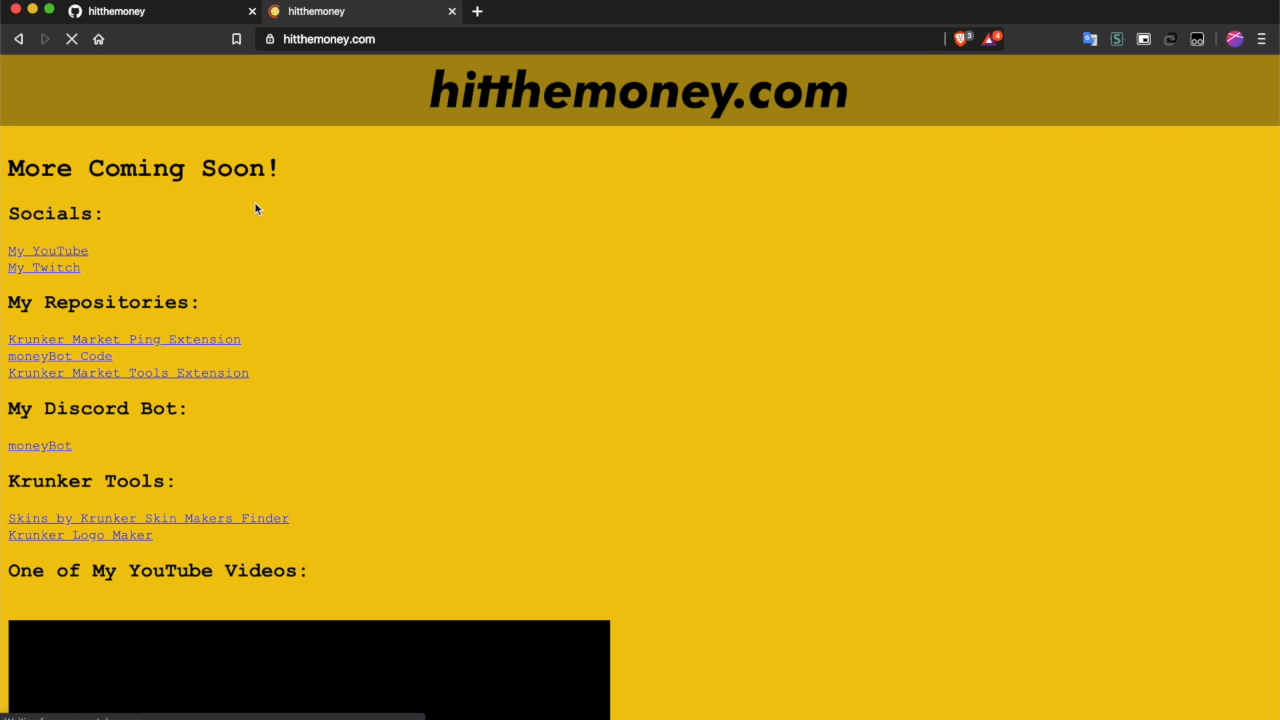 hitthemoney
hitthemoney
hitthemoney.com
3
4
hitthemoney.com
More Coming Soon!
Socials:
My YouTube
My Twitch
My Repositories:
Krunker Market Ping Extension
moneyBot Code
Krunker Market Tools Extension
My Discord Bot:
moneyBot
Krunker Tools:
Skins by Krunker Skin Makers Finder
Krunker Logo Maker
One of My YouTube Videos: